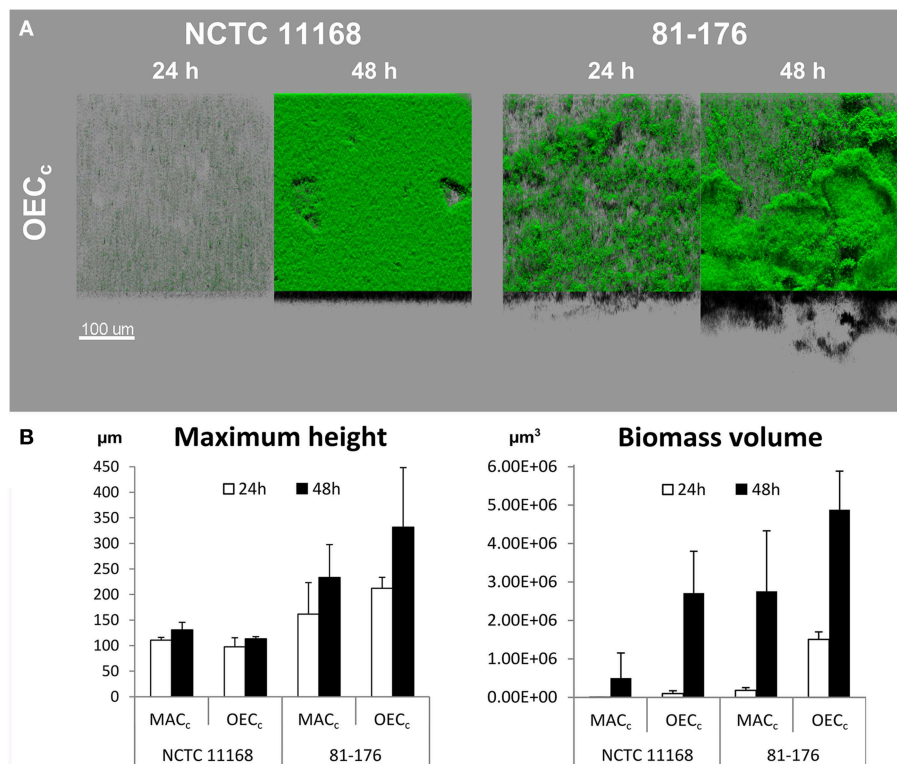 A
NCTC 11168 81-176
24 h 48 h 24 h 48 h
OECc
100 um
B
µm Maximum height
450
400
350
300
250
200
150
100
50
0
24h 48h
MACc OECc MACc OECc
NCTC 11168 81-176
µm³ Biomass volume
6.00E+06
5.00E+06
4.00E+06
3.00E+06
2.00E+06
1.00E+06
0.00E+00
24h 48h
MACc OECc MACc OECc
NCTC 11168 81-176